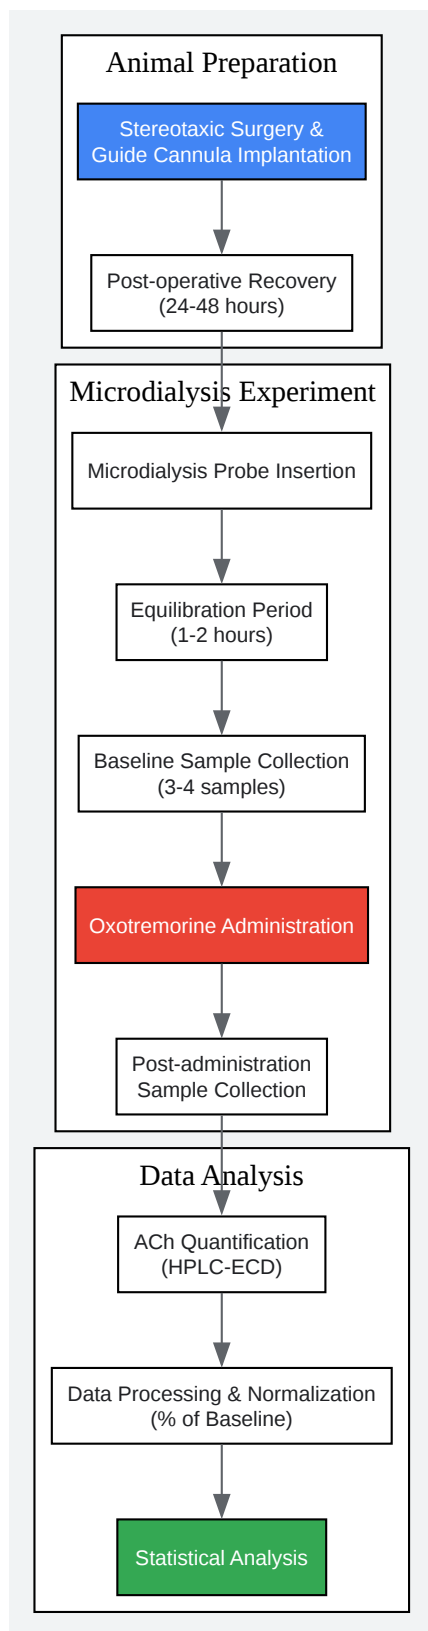 Animal Preparation
Stereotaxic Surgery &
Guide Cannula Implantation
Post-operative Recovery
(24-48 hours)
Microdialysis Experiment
Microdialysis Probe Insertion
Equilibration Period
(1-2 hours)
Baseline Sample Collection
(3-4 samples)
Oxotremorine Administration
Post-administration
Sample Collection
Data Analysis
ACh Quantification
(HPLC-ECD)
Data Processing & Normalization
(% of Baseline)
Statistical Analysis